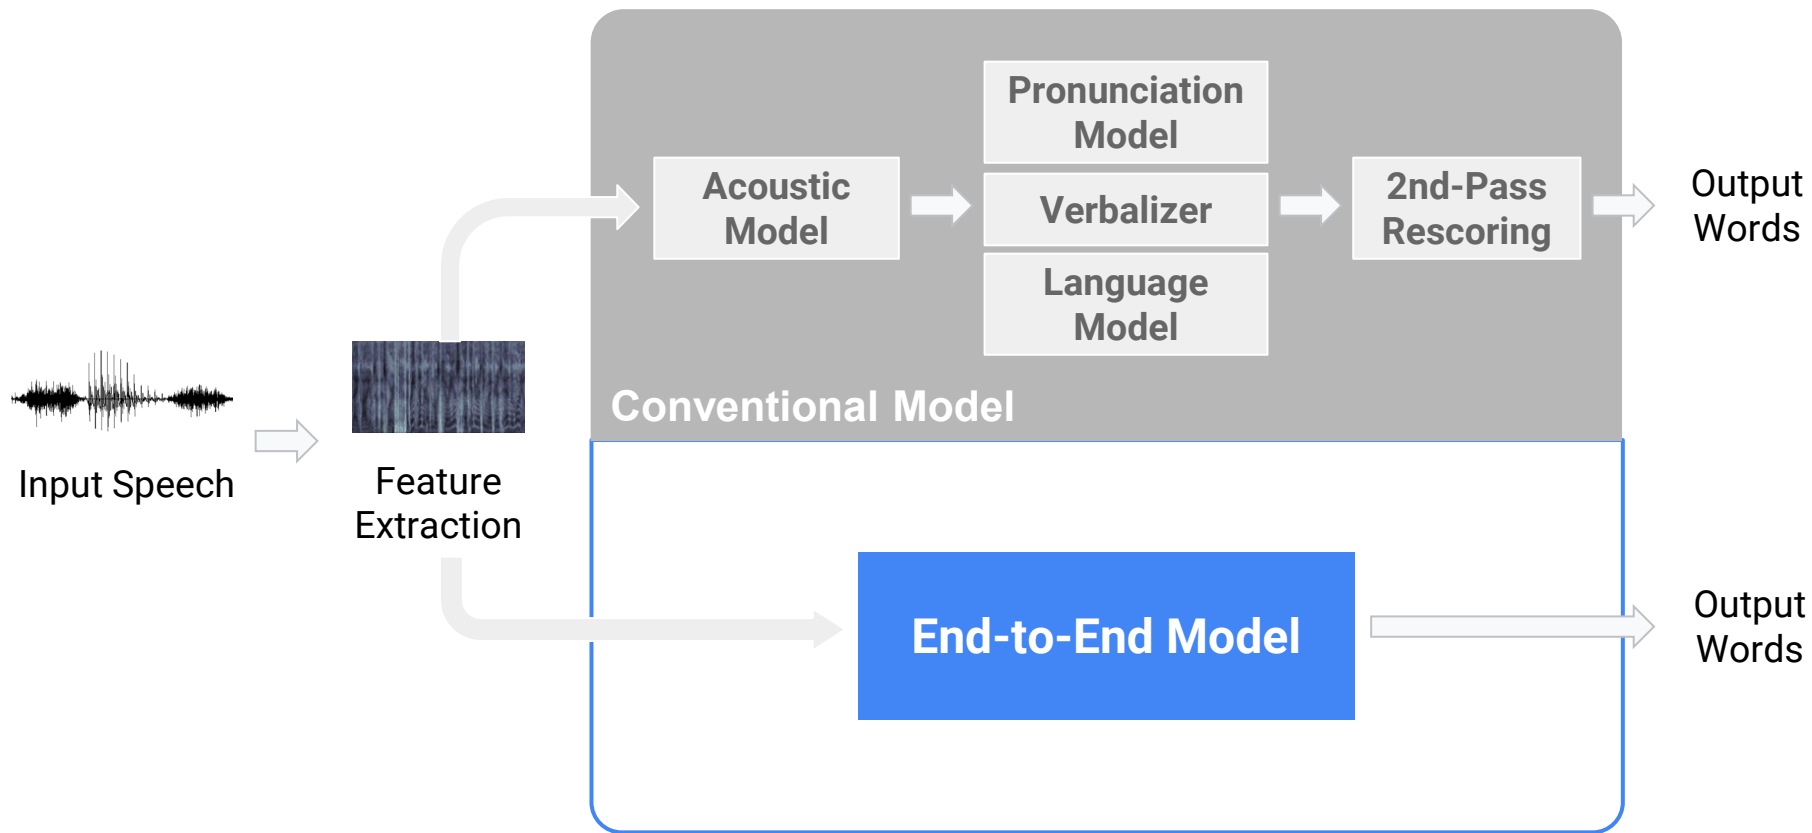 Input Speech
Feature
Extraction
Acoustic
Model
Pronunciation
Model
Verbalizer
Language
Model
2nd-Pass
Rescoring
Output
Words
Conventional Model
End-to-End Model
Output
Words